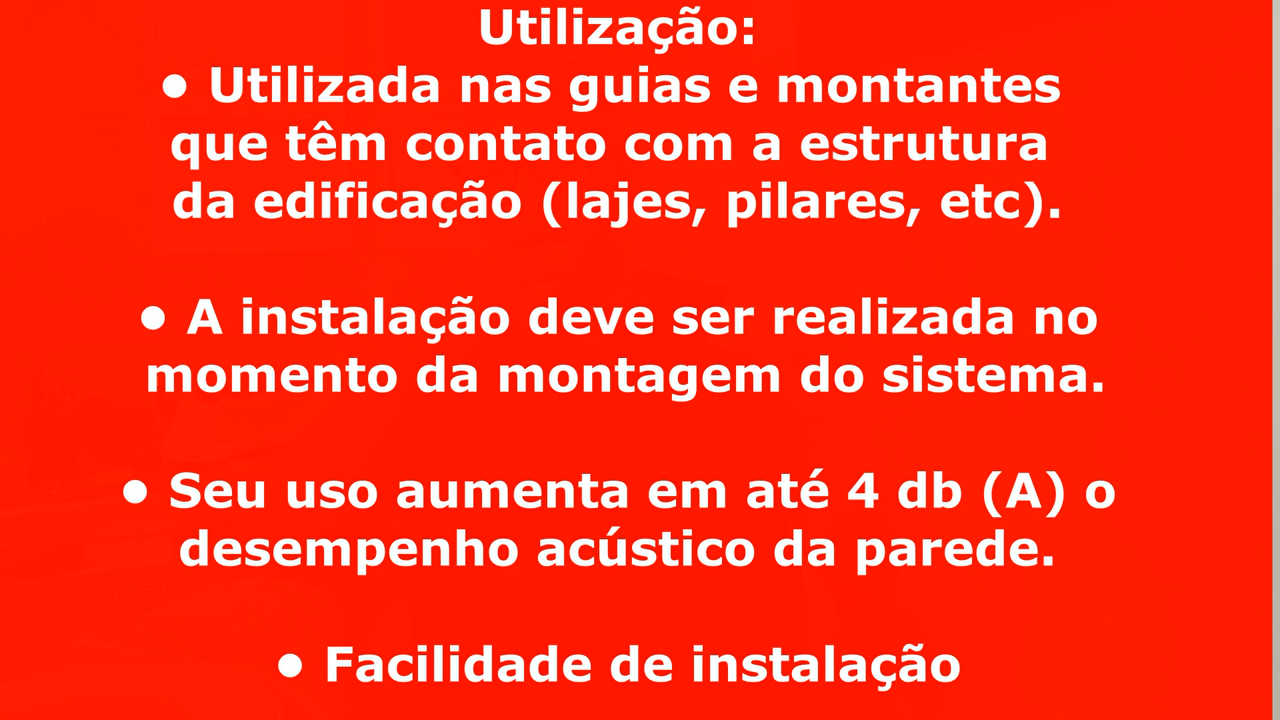 Utilização:
• Utilizada nas guias e montantes
que têm contato com a estrutura
da edificação (lajes, pilares, etc).
• A instalação deve ser realizada no
momento da montagem do sistema.
• Seu uso aumenta em até 4 db (A) o
desempenho acústico da parede.
• Facilidade de instalação